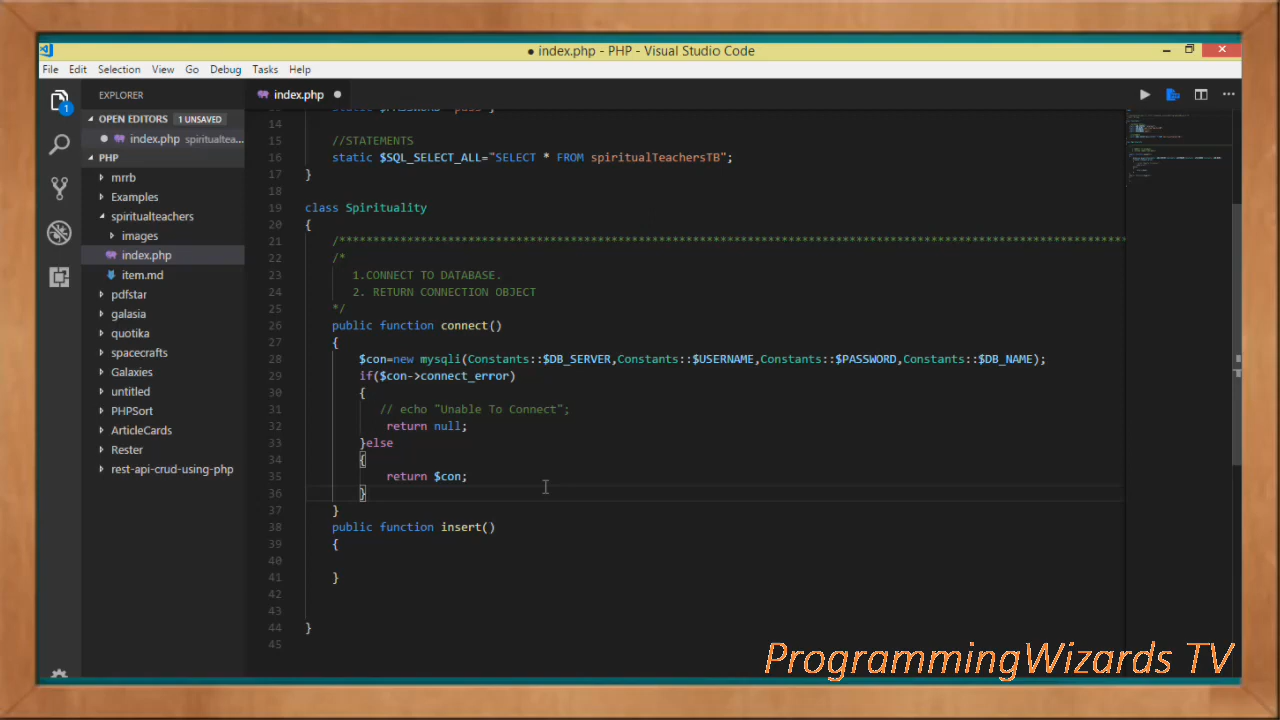 index.php - PHP - Visual Studio Code
File Edit Selection View Go Debug Tasks Help
EXPLORER
OPEN EDITORS 1 UNSAVED
index.php spiritualtea...
PHP
mrrb
Examples
spiritualteachers
images
index.php
item.md
pdfstar
galasia
quotika
spacecrafts
Galaxies
untitled
PHPSort
ArticleCards
Rester
rest-api-crud-using-php
1
index.php
14
15 //STATEMENTS
16 static $SQL_SELECT_ALL="SELECT * FROM spiritualTeachersTB";
17 }
18
19 class Spirituality
20 {
21 /********************************************************************************************************************
22 /*
23 1.CONNECT TO DATABASE.
24 2. RETURN CONNECTION OBJECT
25 */
26 public function connect()
27 {
28 $con=new mysqli(Constants::$DB_SERVER,Constants::$USERNAME,Constants::$PASSWORD,Constants::$DB_NAME);
29 if($con->connect_error)
30 {
31 // echo "Unable To Connect";
32 return null;
33 }else
34 {
35 return $con;
36 }
37 }
38 public function insert()
39 {
40
41 }
42
43
44 }
45
ProgrammingWizards TV